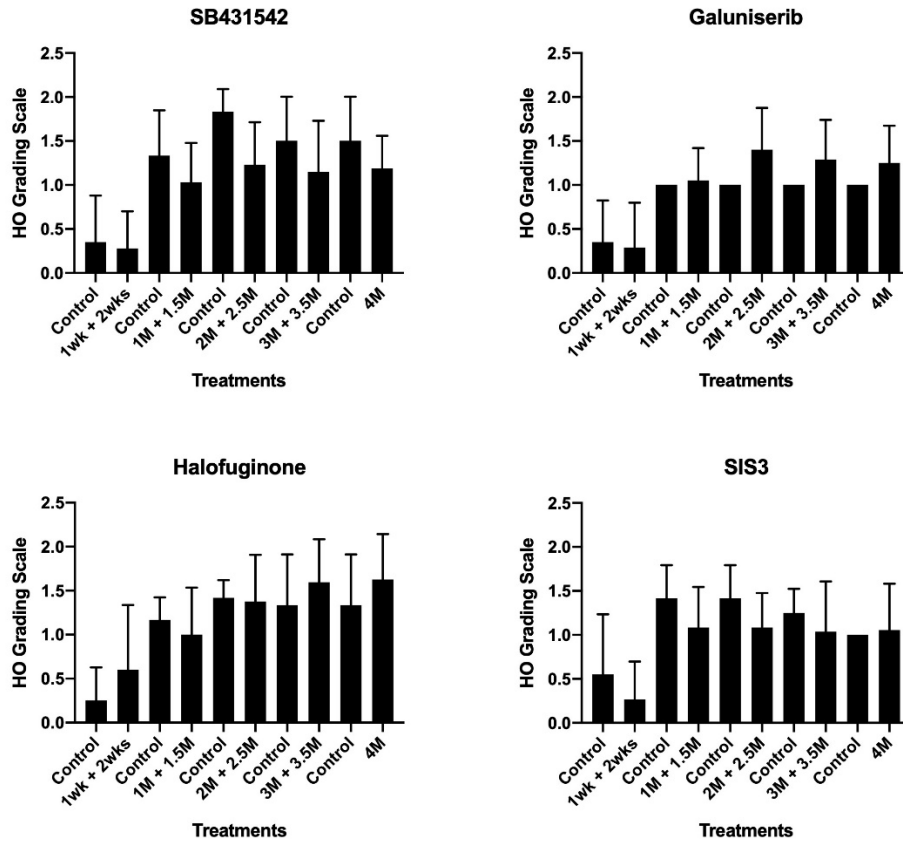 SB431542
HO Grading Scale
2.5
2.0
1.5
1.0
0.5
0.0
Control
1wk + 2wks
Control
1M + 1.5M
Control
2M + 2.5M
Control
3M + 3.5M
Control
4M
Treatments
Galuniserib
HO Grading Scale
2.5
2.0
1.5
1.0
0.5
0.0
Control
1wk + 2wks
Control
1M + 1.5M
Control
2M + 2.5M
Control
3M + 3.5M
Control
4M
Treatments
Halofuginone
HO Grading Scale
2.5
2.0
1.5
1.0
0.5
0.0
Control
1wk + 2wks
Control
1M + 1.5M
Control
2M + 2.5M
Control
3M + 3.5M
Control
4M
Treatments
SIS3
HO Grading Scale
2.5
2.0
1.5
1.0
0.5
0.0
Control
1wk + 2wks
Control
1M + 1.5M
Control
2M + 2.5M
Control
3M + 3.5M
Control
4M
Treatments